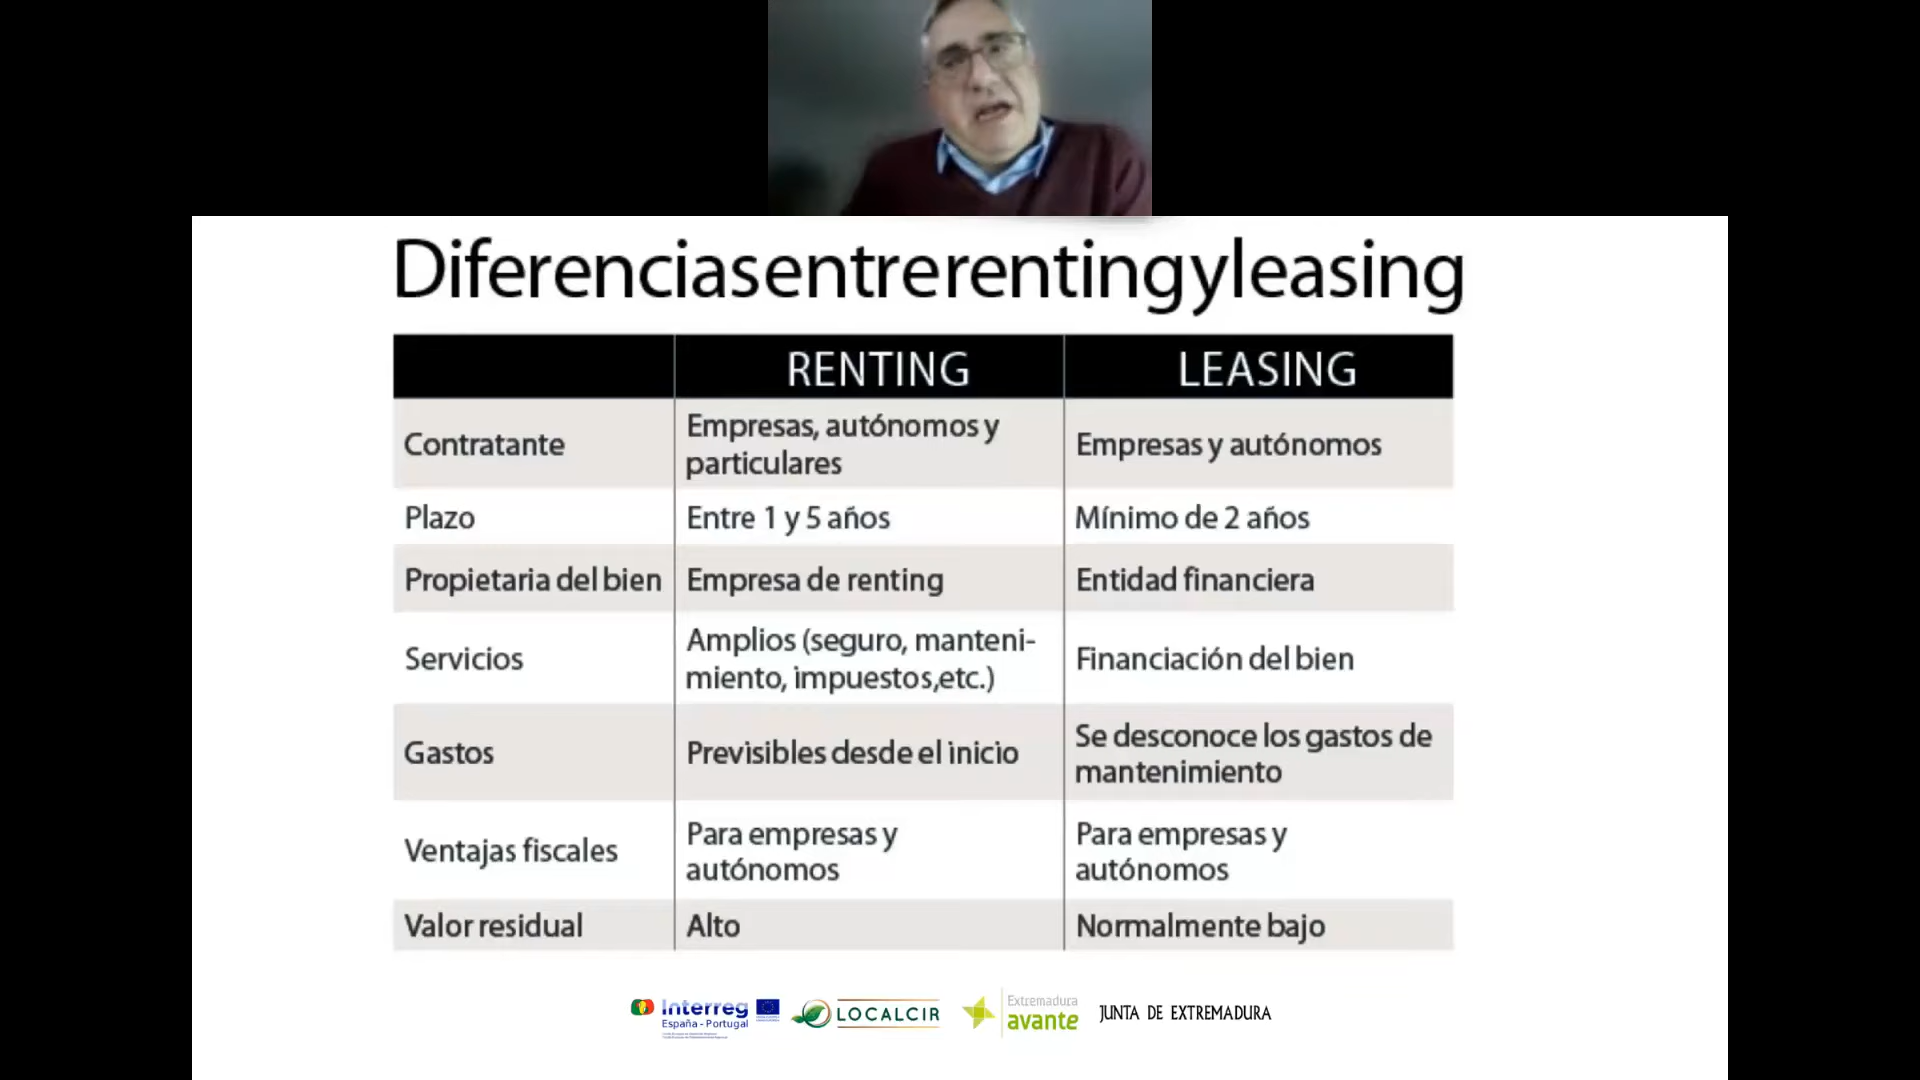 Diferenciasentrerentingyleasing
RENTING LEASING
Contratante
Empresas, autónomos y
particulares
Empresas y autónomos
Plazo
Entre 1 y 5 años
Mínimo de 2 años
Propietaria del bien
Empresa de renting
Entidad financiera
Servicios
Amplios (seguro, manteni-
miento, impuestos,etc.)
Financiación del bien
Gastos
Previsibles desde el inicio
Se desconoce los gastos de
mantenimiento
Ventajas fiscales
Para empresas y
autónomos
Para empresas y
autónomos
Valor residual
Alto
Normalmente bajo
Interreg
España - Portugal
LOCALCIR
Extremadura
avante
JUNTA DE EXTREMADURA